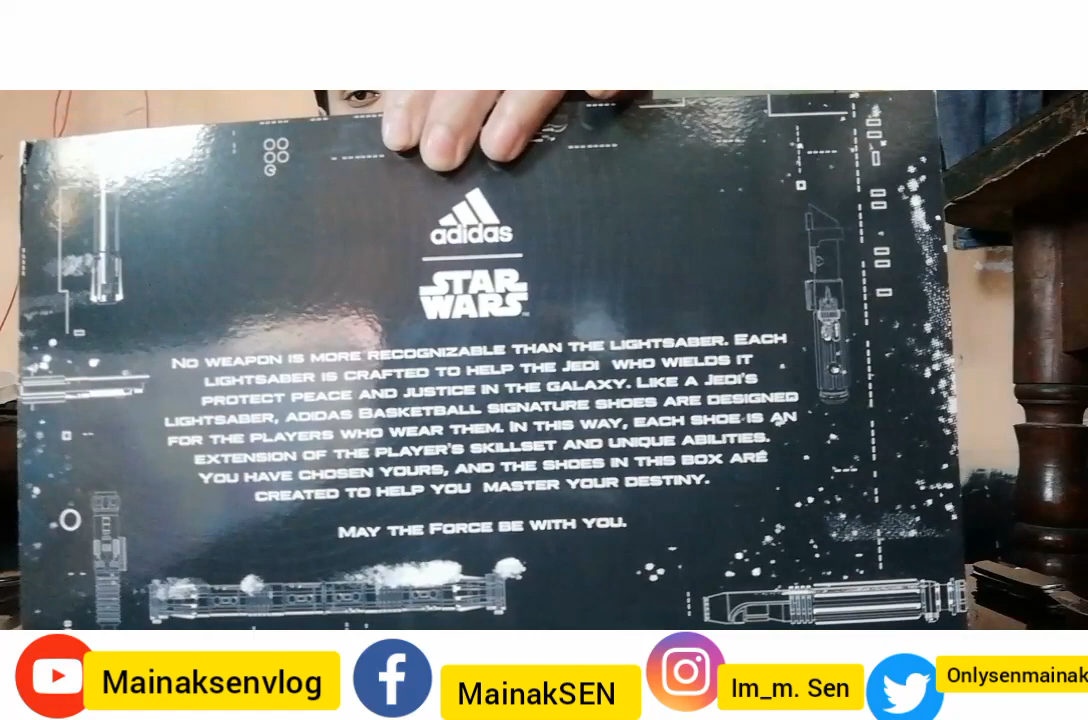 adidas
STAR
WARS
NO WEAPON IS MORE RECOGNIZABLE THAN THE LIGHTSABER. EACH
LIGHTSABER IS CRAFTED TO HELP THE JEDI WHO WIELDS IT
PROTECT PEACE AND JUSTICE IN THE GALAXY. LIKE A JEDI'S
LIGHTSABER, ADIDAS BASKETBALL SIGNATURE SHOES ARE DESIGNED
FOR THE PLAYERS WHO WEAR THEM. IN THIS WAY, EACH SHOE IS AN
EXTENSION OF THE PLAYER'S SKILLSET AND UNIQUE ABILITIES.
YOU HAVE CHOSEN YOURS, AND THE SHOES IN THIS BOX ARE
CREATED TO HELP YOU MASTER YOUR DESTINY.
MAY THE FORCE BE WITH YOU.
Mainaksenvlog
MainakSEN
Im_m. Sen
Onlysenmainak